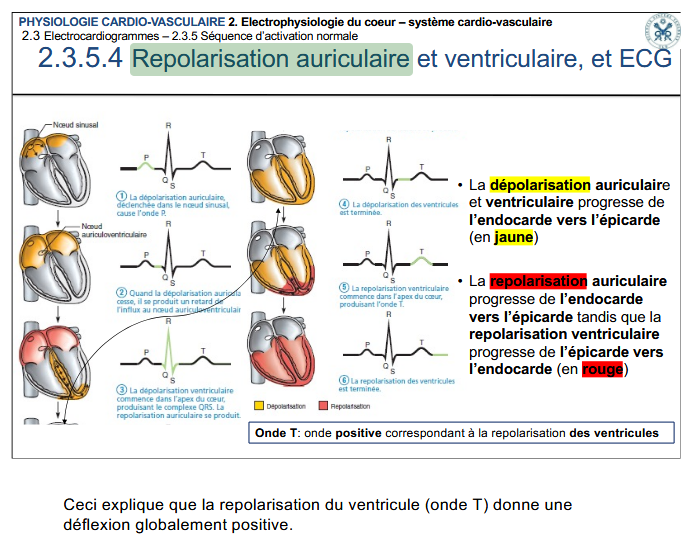 PHYSIOLOGIE CARDIO-VASCULAIRE 2. Electrophysiologie du coeur – système cardio-vasculaire
2.3 Electrocardiogrammes – 2.3.5 Séquence d'activation normale
2.3.5.4 Repolarisation auriculaire et ventriculaire, et ECG
Nœud sinusal
R
P
T
Q
S
1 La dépolarisation auriculaire,
déclenchée dans le nœud sinusal,
cause l'onde P.
Nœud
auriculoventriculaire
R
P
T
Q
S
2 Quand la dépolarisation auricula
cesse, il se produit un retard de
l'influx au nœud auriculoventriculair
R
P
T
Q
S
3 La dépolarisation ventriculaire
commence dans l'apex du cœur,
produisant le complexe QRS. La
repolarisation auriculaire se produit.
R
P
T
Q
S
4 La dépolarisation des ventricules
est terminée.
R
P
T
Q
S
5 La repolarisation ventriculaire
commence dans l'apex du cœur,
produisant l'onde T.
R
P
T
Q
S
6 La repolarisation des ventricules
est terminée.
Dépolarisation
Repolarisation
• La dépolarisation auriculaire
et ventriculaire progresse de
l'endocarde vers l'épicarde
(en jaune)
• La repolarisation auriculaire
progresse de l'endocarde
vers l'épicarde tandis que la
repolarisation ventriculaire
progresse de l'épicarde vers
l'endocarde (en rouge)
Onde T: onde positive correspondant à la repolarisation des ventricules
Ceci explique que la repolarisation du ventricule (onde T) donne une
déflexion globalement positive.